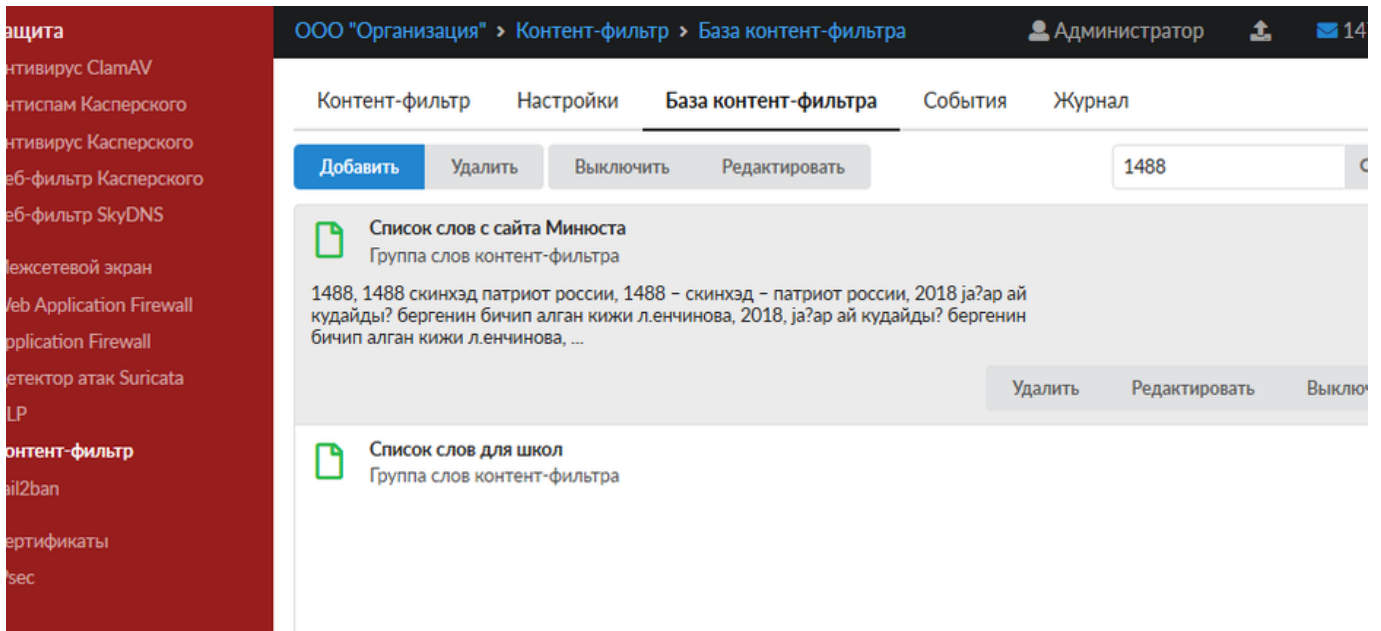 ащита
нтивирус ClamAV
нтиспам Касперского
нтивирус Касперского
еб-фильтр Касперского
еб-фильтр SkyDNS
ежсетевой экран
eb Application Firewall
pplication Firewall
етектор атак Suricata
LP
онтент-фильтр
ail2ban
ертификаты
sec
ООО "Организация" > Контент-фильтр > База контент-фильтра
Администратор
14
Контент-фильтр Настройки База контент-фильтра События Журнал
Добавить Удалить Выключить Редактировать 1488
Список слов с сайта Минюста
Группа слов контент-фильтра
1488, 1488 скинхэд патриот россии, 1488 – скинхэд – патриот россии, 2018 ja?ар ай
кудайды? бергенин бичип алган кижи л.енчинова, 2018, ja?ар ай кудайды? бергенин
бичип алган кижи л.енчинова, ...
Удалить Редактировать Выклю
Список слов для школ
Группа слов контент-фильтра